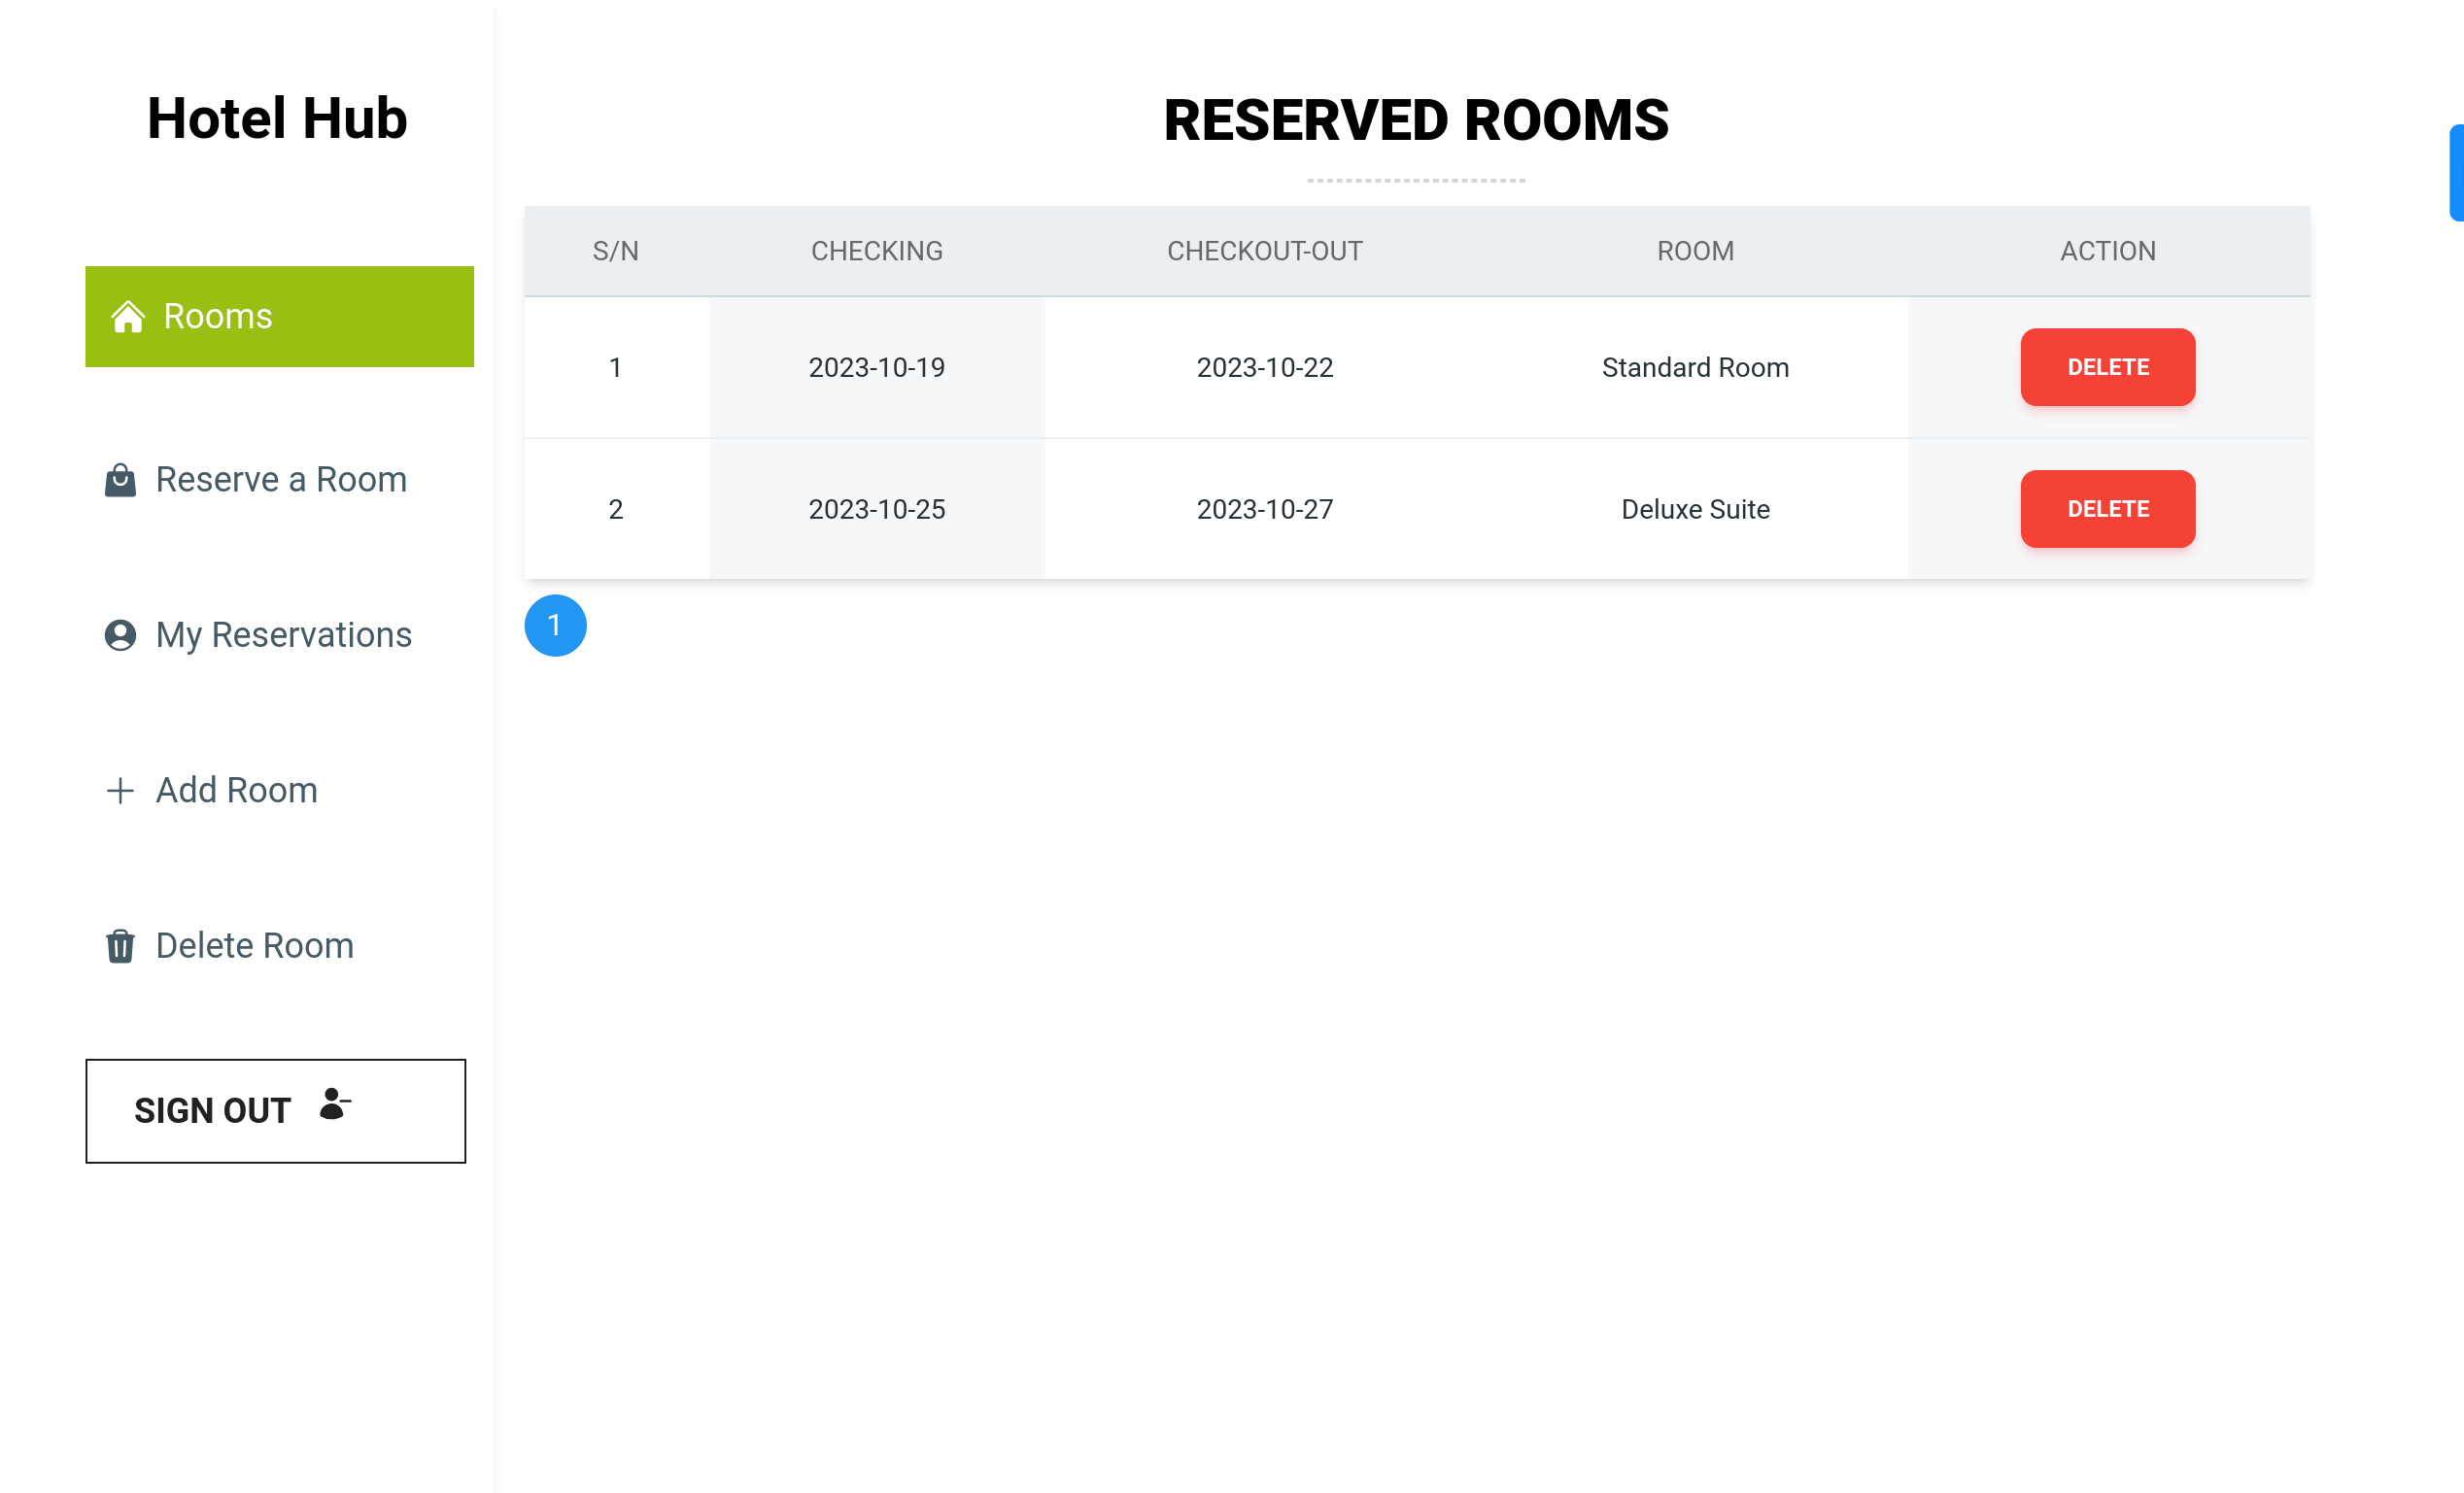 Hotel Hub
Rooms
Reserve a Room
My Reservations
Add Room
Delete Room
SIGN OUT
RESERVED ROOMS
S/N CHECKING CHECKOUT-OUT ROOM ACTION
1 2023-10-19 2023-10-22 Standard Room DELETE
2 2023-10-25 2023-10-27 Deluxe Suite DELETE
1